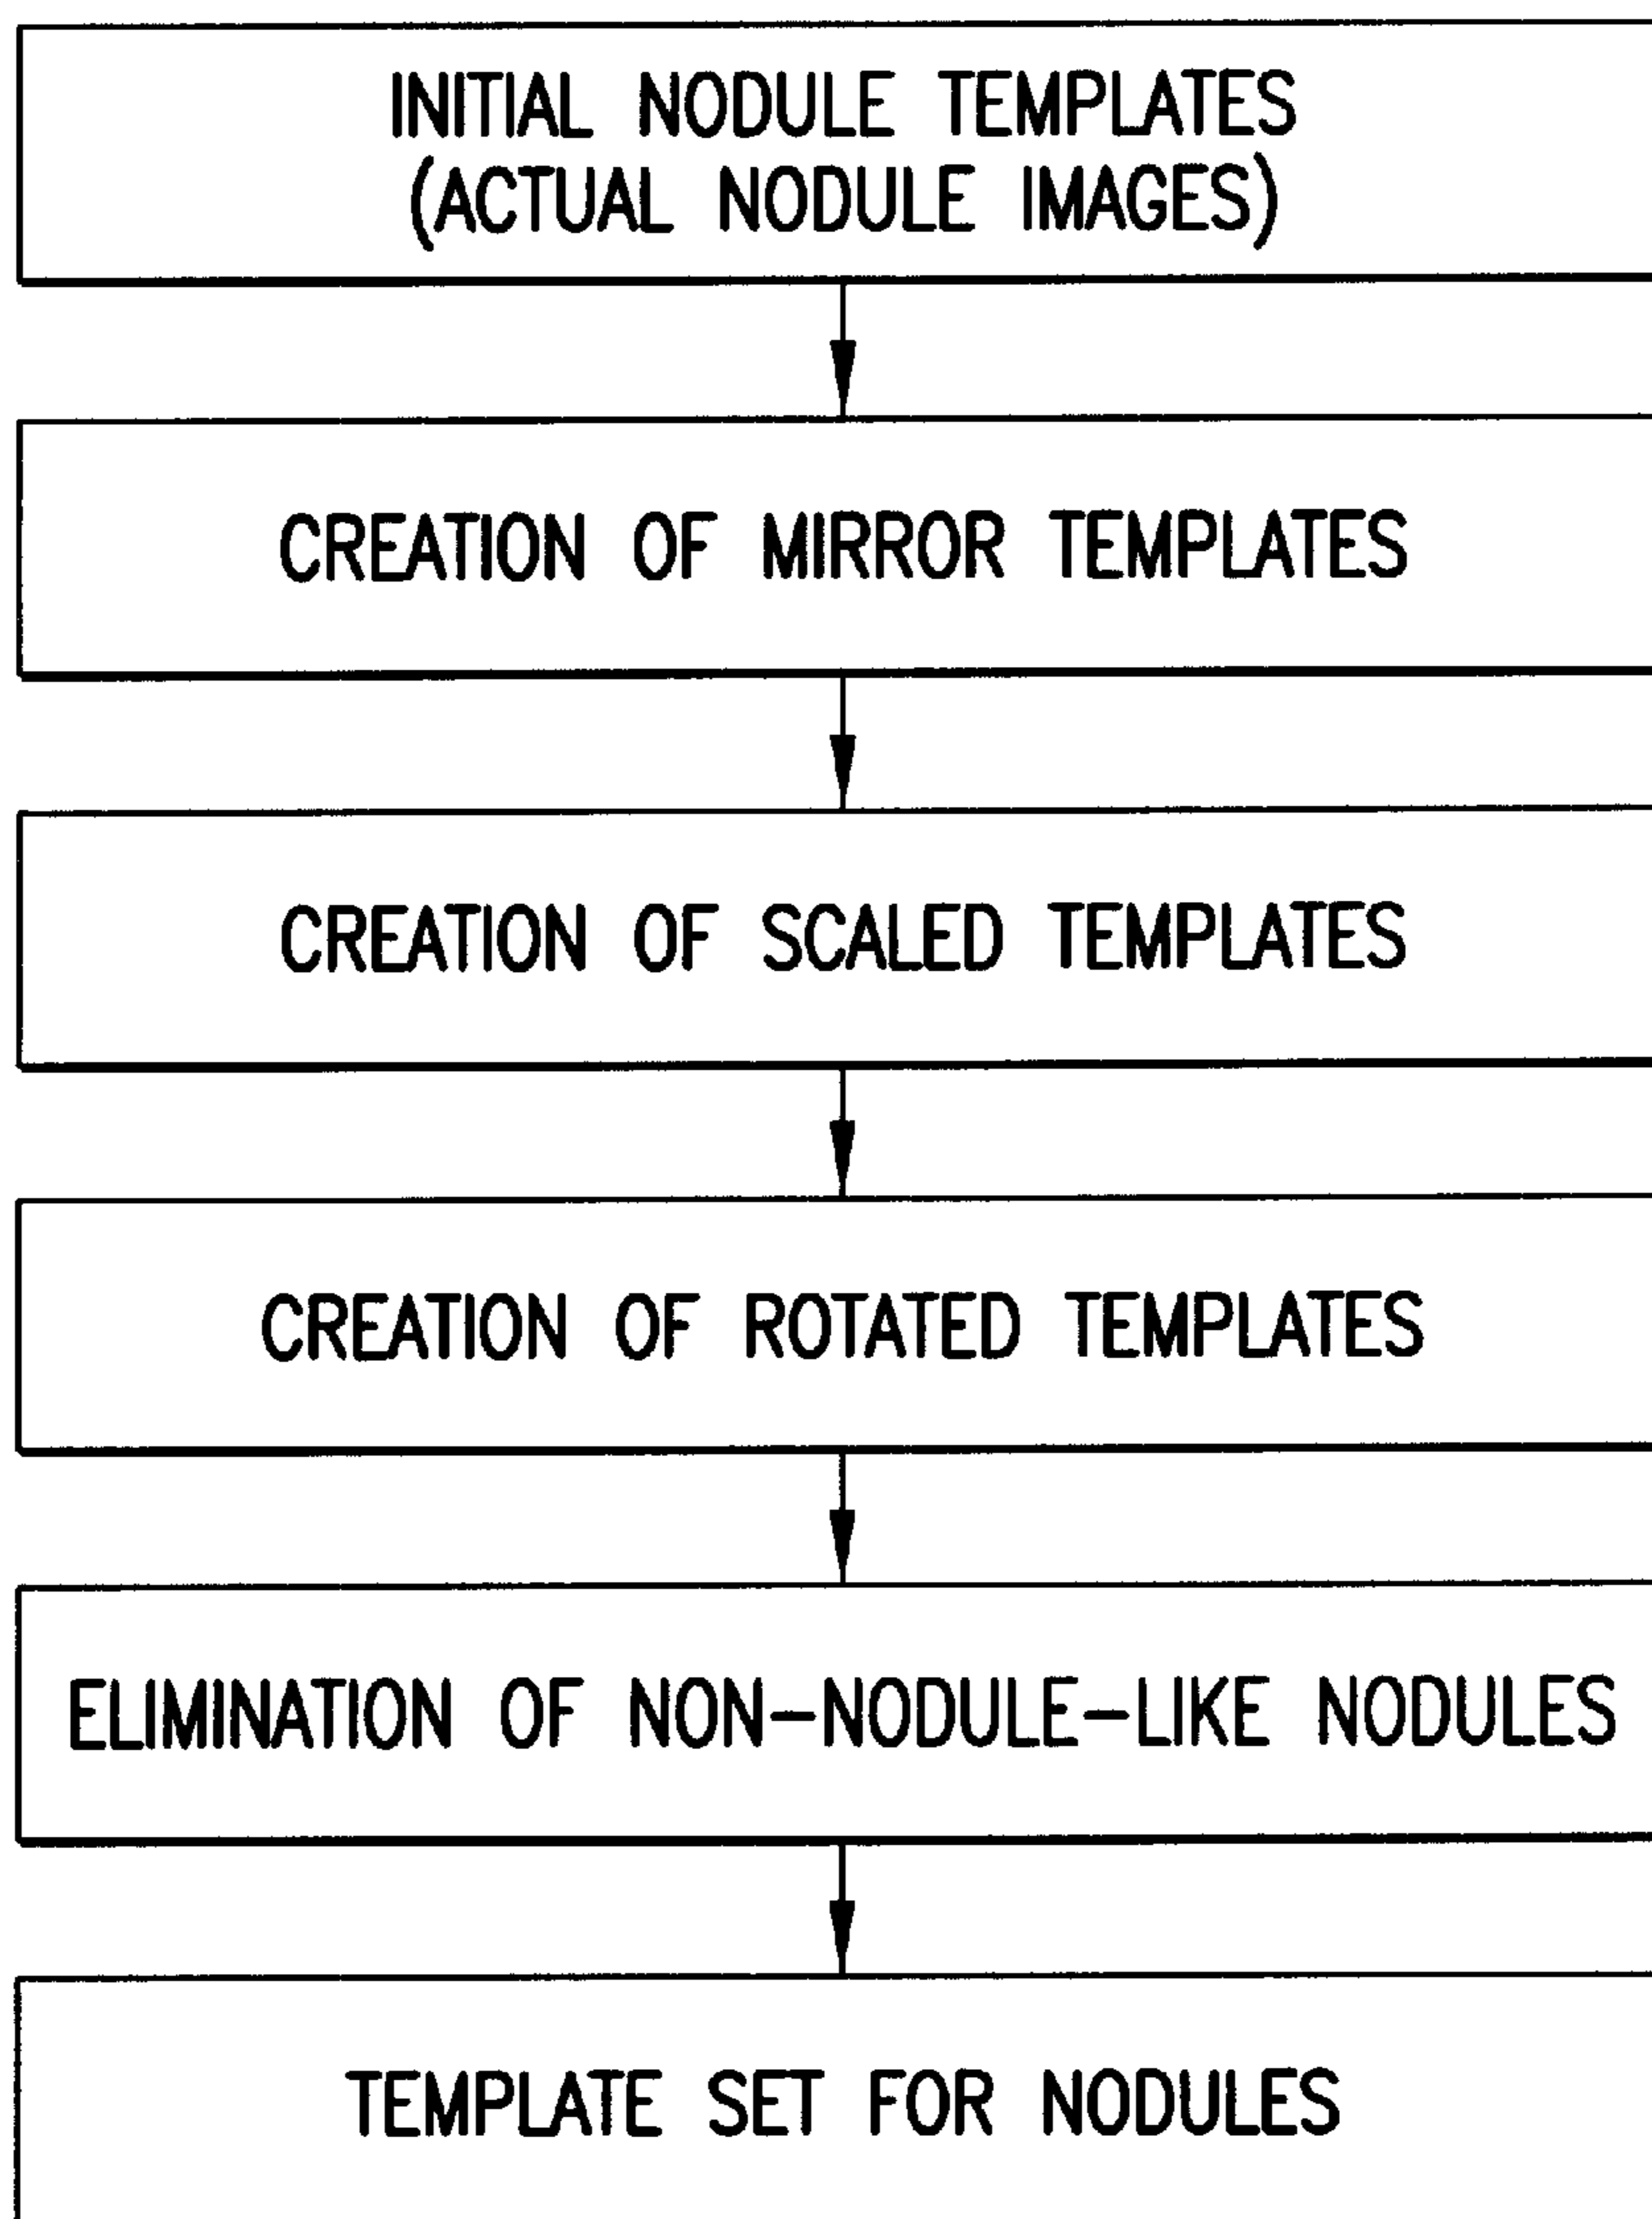 INITIAL NODULE TEMPLATES
(ACTUAL NODULE IMAGES)
CREATION OF MIRROR TEMPLATES
CREATION OF SCALED TEMPLATES
CREATION OF ROTATED TEMPLATES
ELIMINATION OF NON-NODULE-LIKE NODULES
TEMPLATE SET FOR NODULES